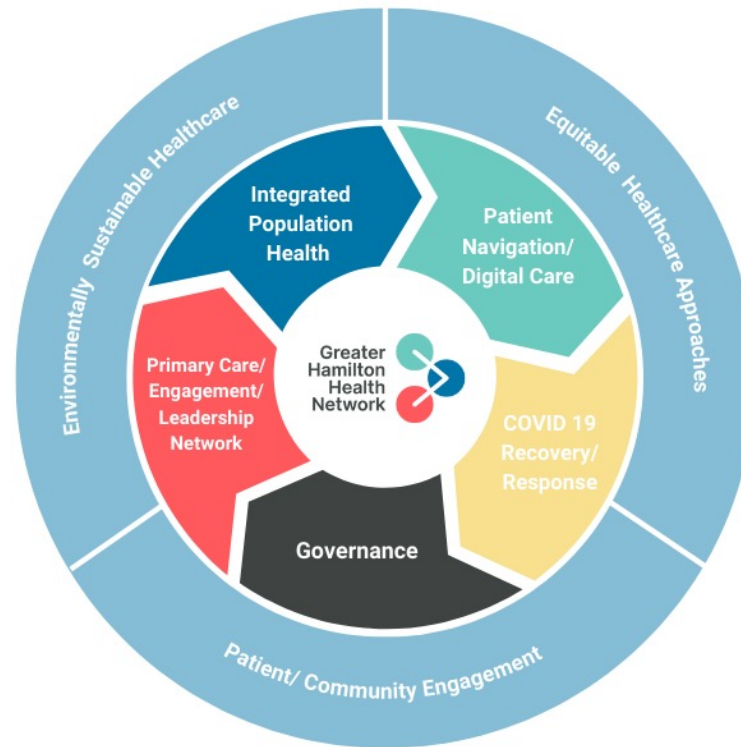 Environmentally Sustainable Healthcare
Equitable Healthcare Approaches
Integrated
Population
Health
Patient
Navigation/
Digital Care
Primary Care/
Engagement/
Leadership
Network
Greater
Hamilton
Health
Network
COVID 19
Recovery/
Response
Governance
Patient/ Community Engagement